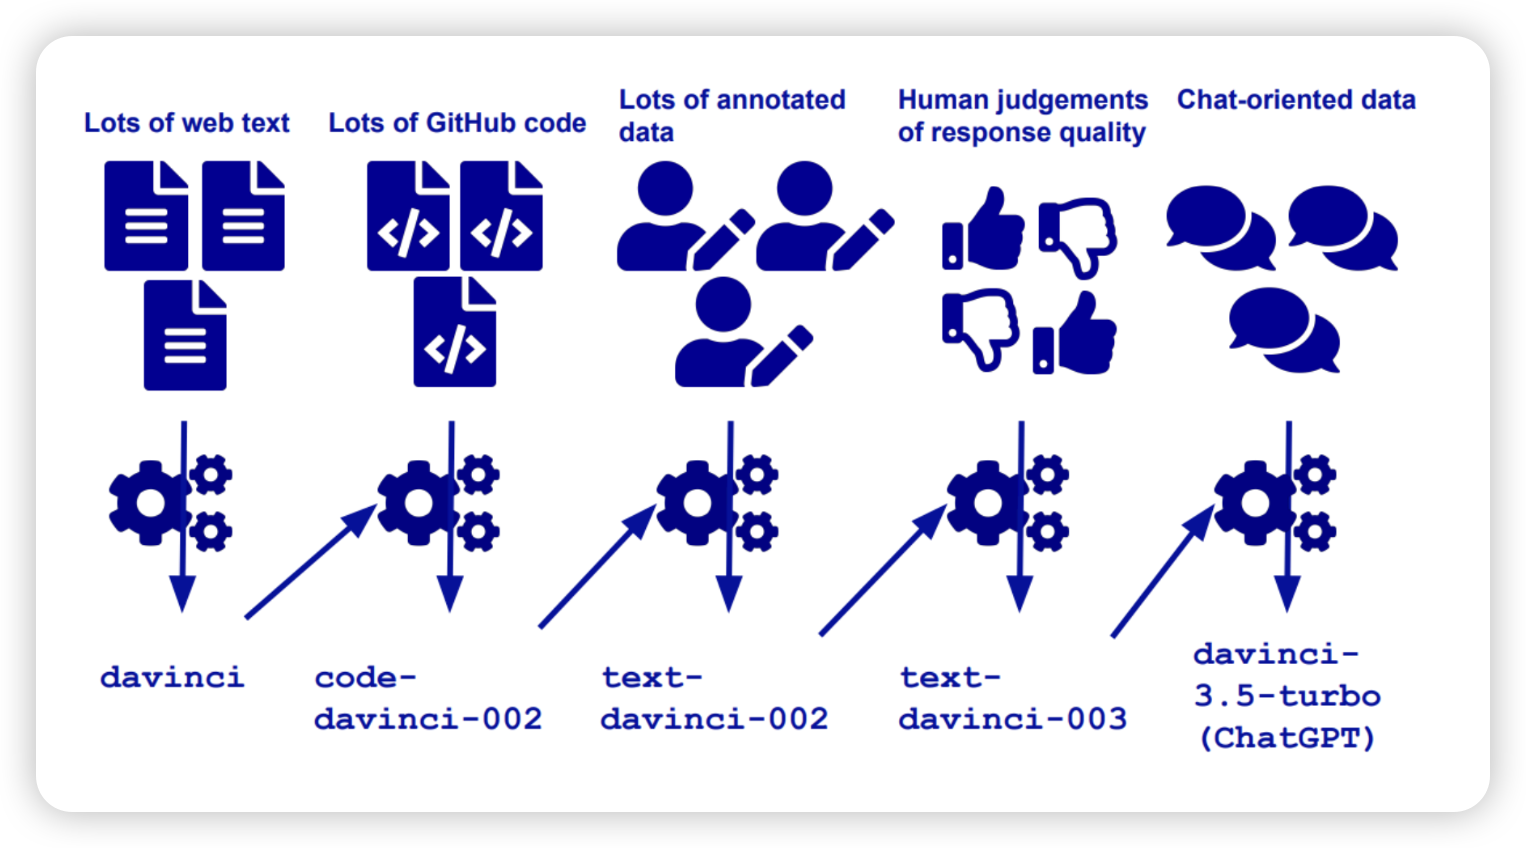 Lots of web text
Lots of GitHub code
Lots of annotated
data
Human judgements
of response quality
Chat-oriented data
</>
</>
</>
davinci
code-
davinci-002
text-
davinci-002
text-
davinci-003
davinci-
3.5-turbo
(ChatGPT)